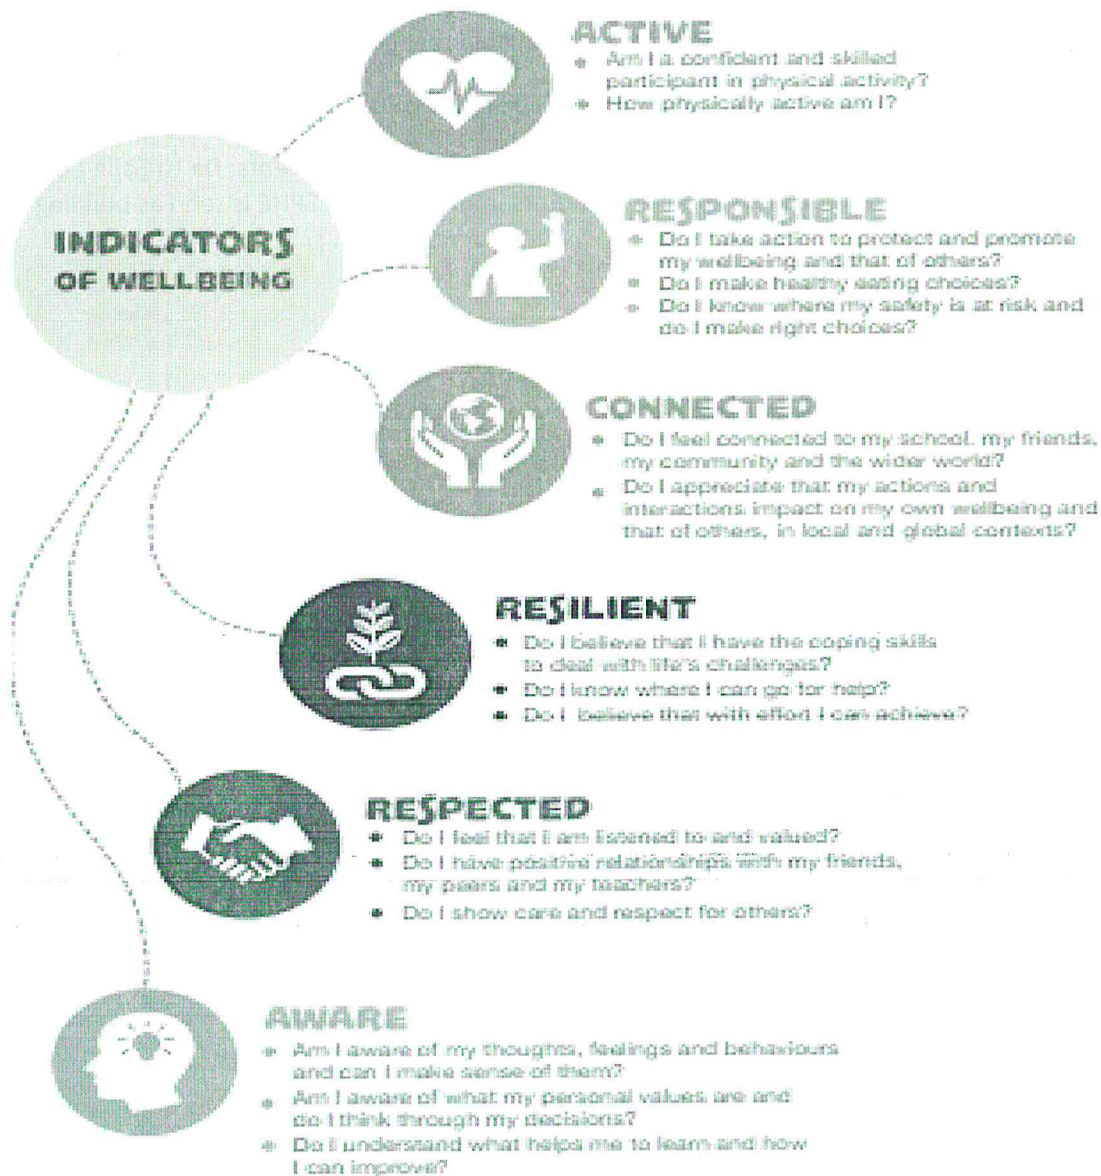 ACTIVE
• Am I a confident and skilled
participant in physical activity?
• How physically active am I?
INDICATORS
OF WELLBEING
RESPONSIBLE
• Do I take action to protect and promote
my wellbeing and that of others?
• Do I make healthy eating choices?
• Do I know where my safety is at risk and
do I make right choices?
CONNECTED
• Do I feel connected to my school, my friends,
my community and the wider world?
• Do I appreciate that my actions and
interactions impact on my own wellbeing and
that of others, in local and global contexts?
RESILIENT
• Do I believe that I have the coping skills
to deal with life's challenges?
• Do I know where I can go for help?
• Do I believe that with effort I can achieve?
RESPECTED
• Do I feel that I am listened to and valued?
• Do I have positive relationships with my friends,
my peers and my teachers?
• Do I show care and respect for others?
AWARE
• Am I aware of my thoughts, feelings and behaviours
and can I make sense of them?
• Am I aware of what my personal values are and
do I think through my decisions?
• Do I understand what helps me to learn and how
I can improve?